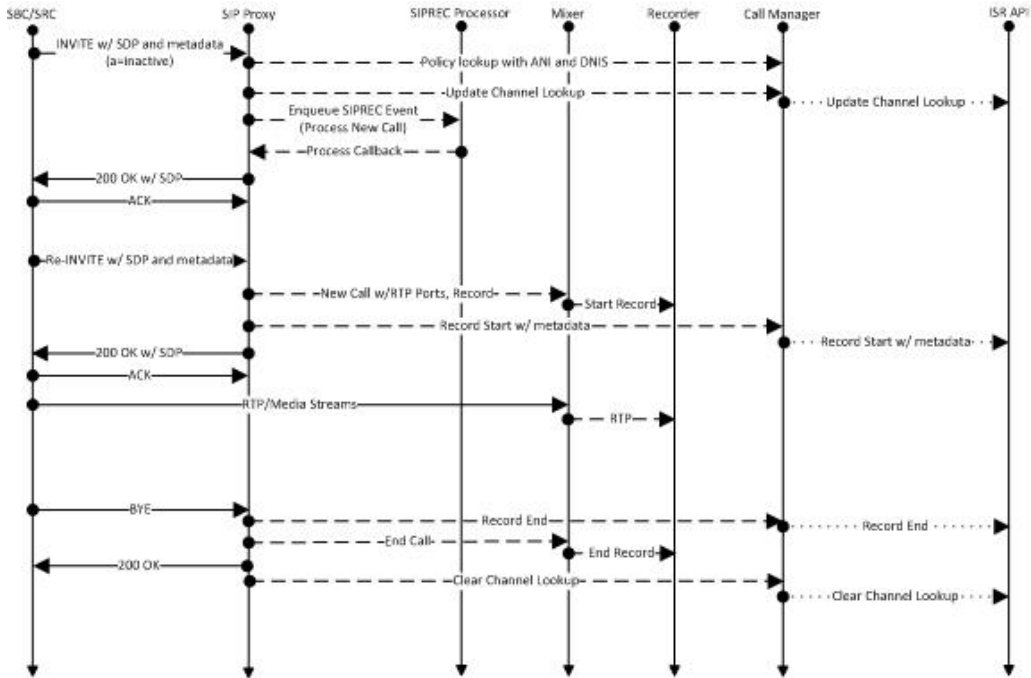 SBC/SRC
SIP Proxy
SIPREC Processor
Mixer
Recorder
Call Manager
ISR API
INVITE w/ SDP and metadata
(a=inactive)
Policy lookup with ANI and DNIS
Update Channel Lookup
Update Channel Lookup
Enqueue SIPREC Event
(Process New Call)
Process Callback
200 OK w/ SDP
ACK
Re-INVITE w/ SDP and metadata
New Call w/RTP Ports, Record
Start Record
Record Start w/ metadata
Record Start w/ metadata
200 OK w/ SDP
ACK
RTP/Media Streams
RTP
BYE
Record End
Record End
End Call
End Record
200 OK
Clear Channel Lookup
Clear Channel Lookup